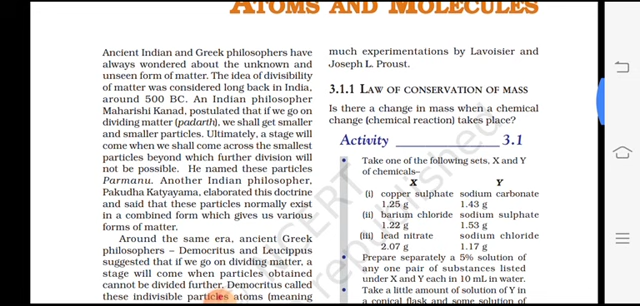 ATOMS AND MOLECULES
Ancient Indian and Greek philosophers have
always wondered about the unknown and
unseen form of matter. The idea of divisibility
of matter was considered long back in India,
around 500 BC. An Indian philosopher
Maharishi Kanad, postulated that if we go on
dividing matter (padarth), we shall get smaller
and smaller particles. Ultimately, a stage will
come when we shall come across the smallest
particles beyond which further division will
not be possible. He named these particles
Parmanu. Another Indian philosopher,
Pakudha Katyayama, elaborated this doctrine
and said that these particles normally exist
in a combined form which gives us various
forms of matter.
Around the same era, ancient Greek
philosophers – Democritus and Leucippus
suggested that if we go on dividing matter, a
stage will come when particles obtained
cannot be divided further. Democritus called
these indivisible particles atoms (meaning
much experimentations by Lavoisier and
Joseph L. Proust.
3.1.1 LAW OF CONSERVATION OF MASS
Is there a change in mass when a chemical
change (chemical reaction) takes place?
Activity ______________ 3.1
• Take one of the following sets, X and Y
of chemicals–
X Y
(i) copper sulphate sodium carbonate
1.25 g 1.43 g
(ii) barium chloride sodium sulphate
1.22 g 1.53 g
(iii) lead nitrate sodium chloride
2.07 g 1.17 g
• Prepare separately a 5% solution of
any one pair of substances listed
under X and Y each in 10 mL in water.
• Take a little amount of solution of Y in
a conical flask and some solution of
NCERT
republished